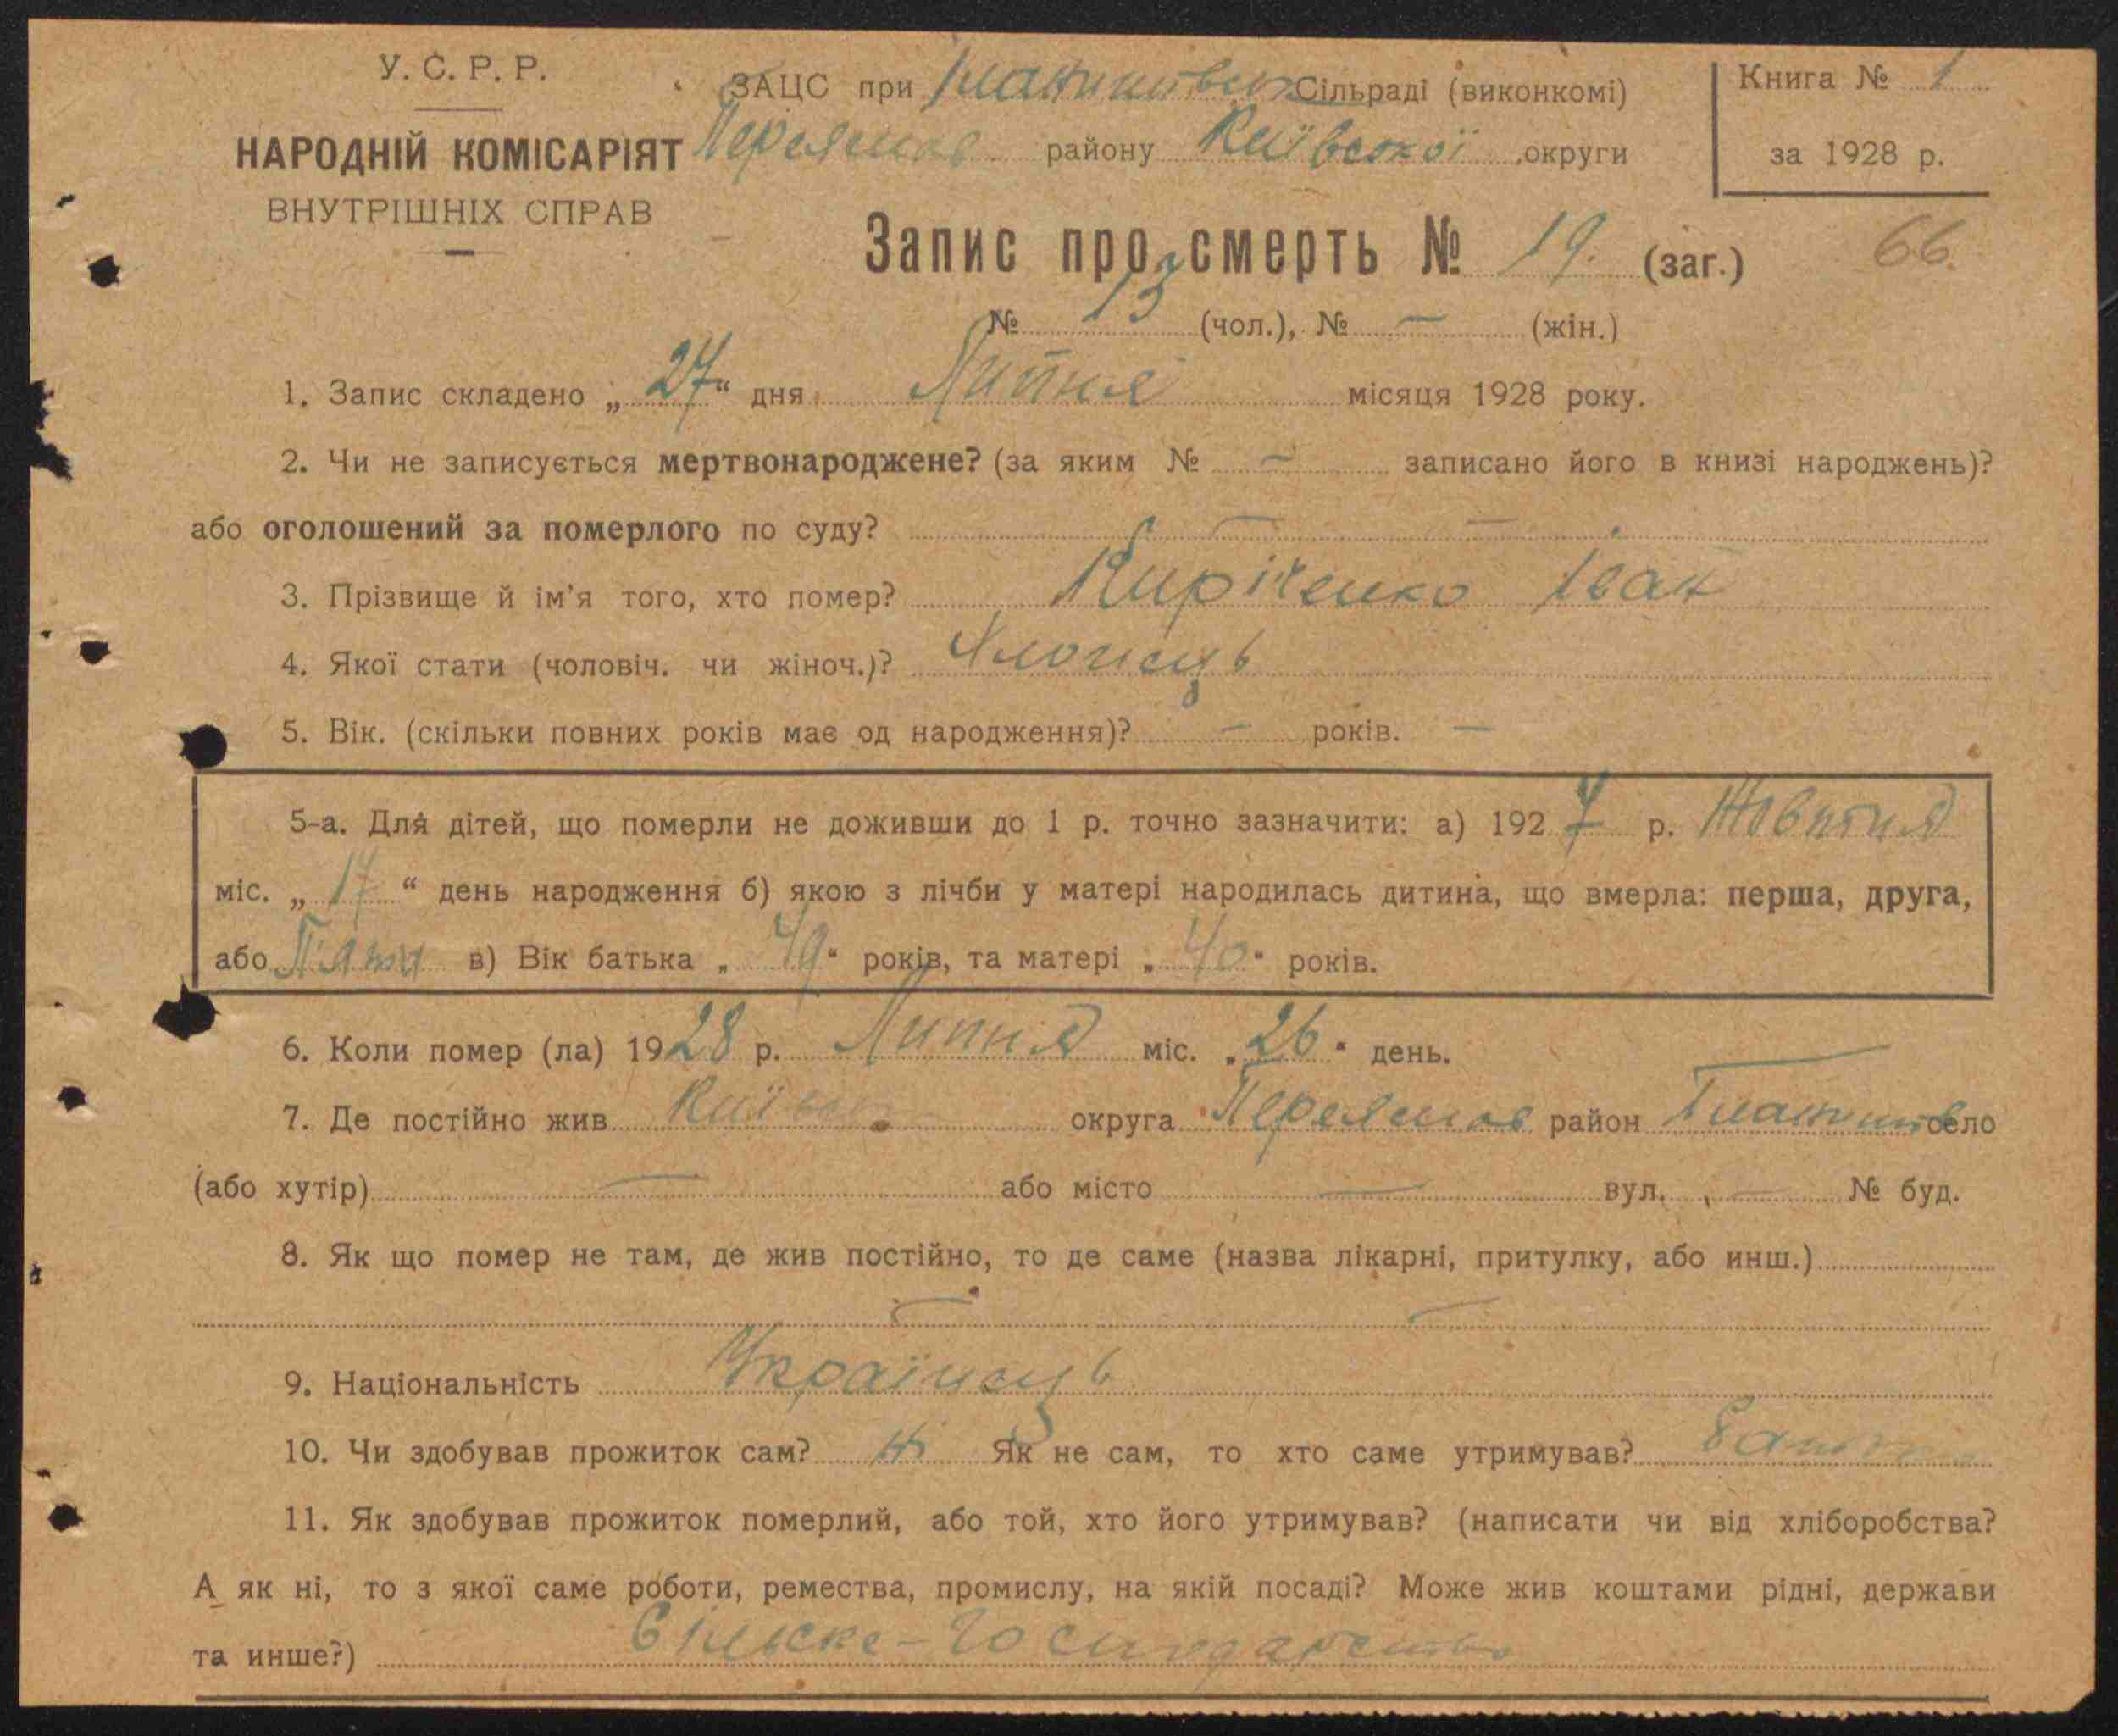 У. С. Р. Р.
НАРОДНІЙ КОМІСАРІЯТ
ВНУТРІШНІХ СПРАВ
ЗАЦС при Сільраді (виконкомі)
Переяслов району Київської округи
Книга № 1
за 1928 р.
Запис про смерть № 19. (заг.)
66
№ 13 (чол.), № — (жін.)
1. Запис складено „27“ дня Липня місяця 1928 року.
2. Чи не записується мертвонароджене? (за яким № — записано його в книзі народжень)?
або оголошений за померлого по суду? — —
3. Прізвище й ім'я того, хто помер? Кириченко Іван
4. Якої стати (чоловіч. чи жіноч.)? Хлопець
5. Вік. (скільки повних років має од народження)? — років. —
5-а. Для дітей, що померли не доживши до 1 р. точно зазначити: а) 1927 р. Жовтня
міс. „17“ день народження б) якою з лічби у матері народилась дитина, що вмерла: перша, друга,
або П'ята в) Вік батька „49“ років, та матері „40“ років.
6. Коли помер (ла) 1928 р. Липня міс. „26“ день.
7. Де постійно жив округа Переяслов район село
(або хутір) — або місто — вул. — № буд.
8. Як що помер не там, де жив постійно, то де саме (назва лікарні, притулку, або инш.)
— —
9. Національність Українець
10. Чи здобував прожиток сам? Ні Як не сам, то хто саме утримував?
11. Як здобував прожиток померлий, або той, хто його утримував? (написати чи від хліборобства?
А як ні, то з якої саме роботи, ремества, промислу, на якій посаді? Може жив коштами рідні, держави
та инше?) Сільске-Господарство